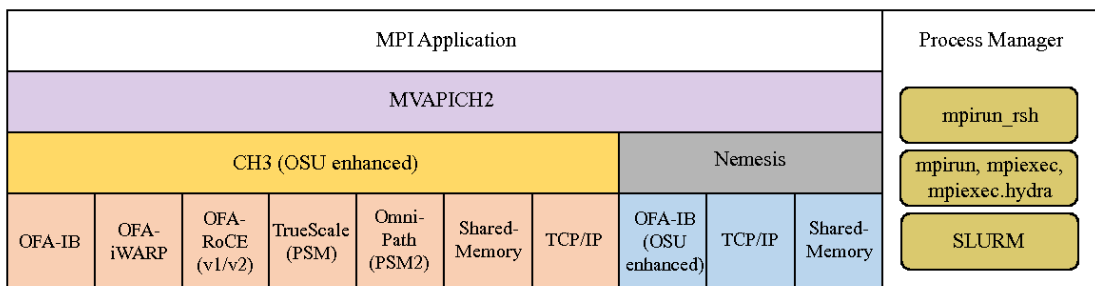 MPI Application
Process Manager
MVAPICH2
mpirun_rsh
CH3 (OSU enhanced)
Nemesis
mpirun, mpiexec,
mpiexec.hydra
OFA-IB
OFA-
iWARP
OFA-
RoCE
(v1/v2)
TrueScale
(PSM)
Omni-
Path
(PSM2)
Shared-
Memory
TCP/IP
OFA-IB
(OSU
enhanced)
TCP/IP
Shared-
Memory
SLURM